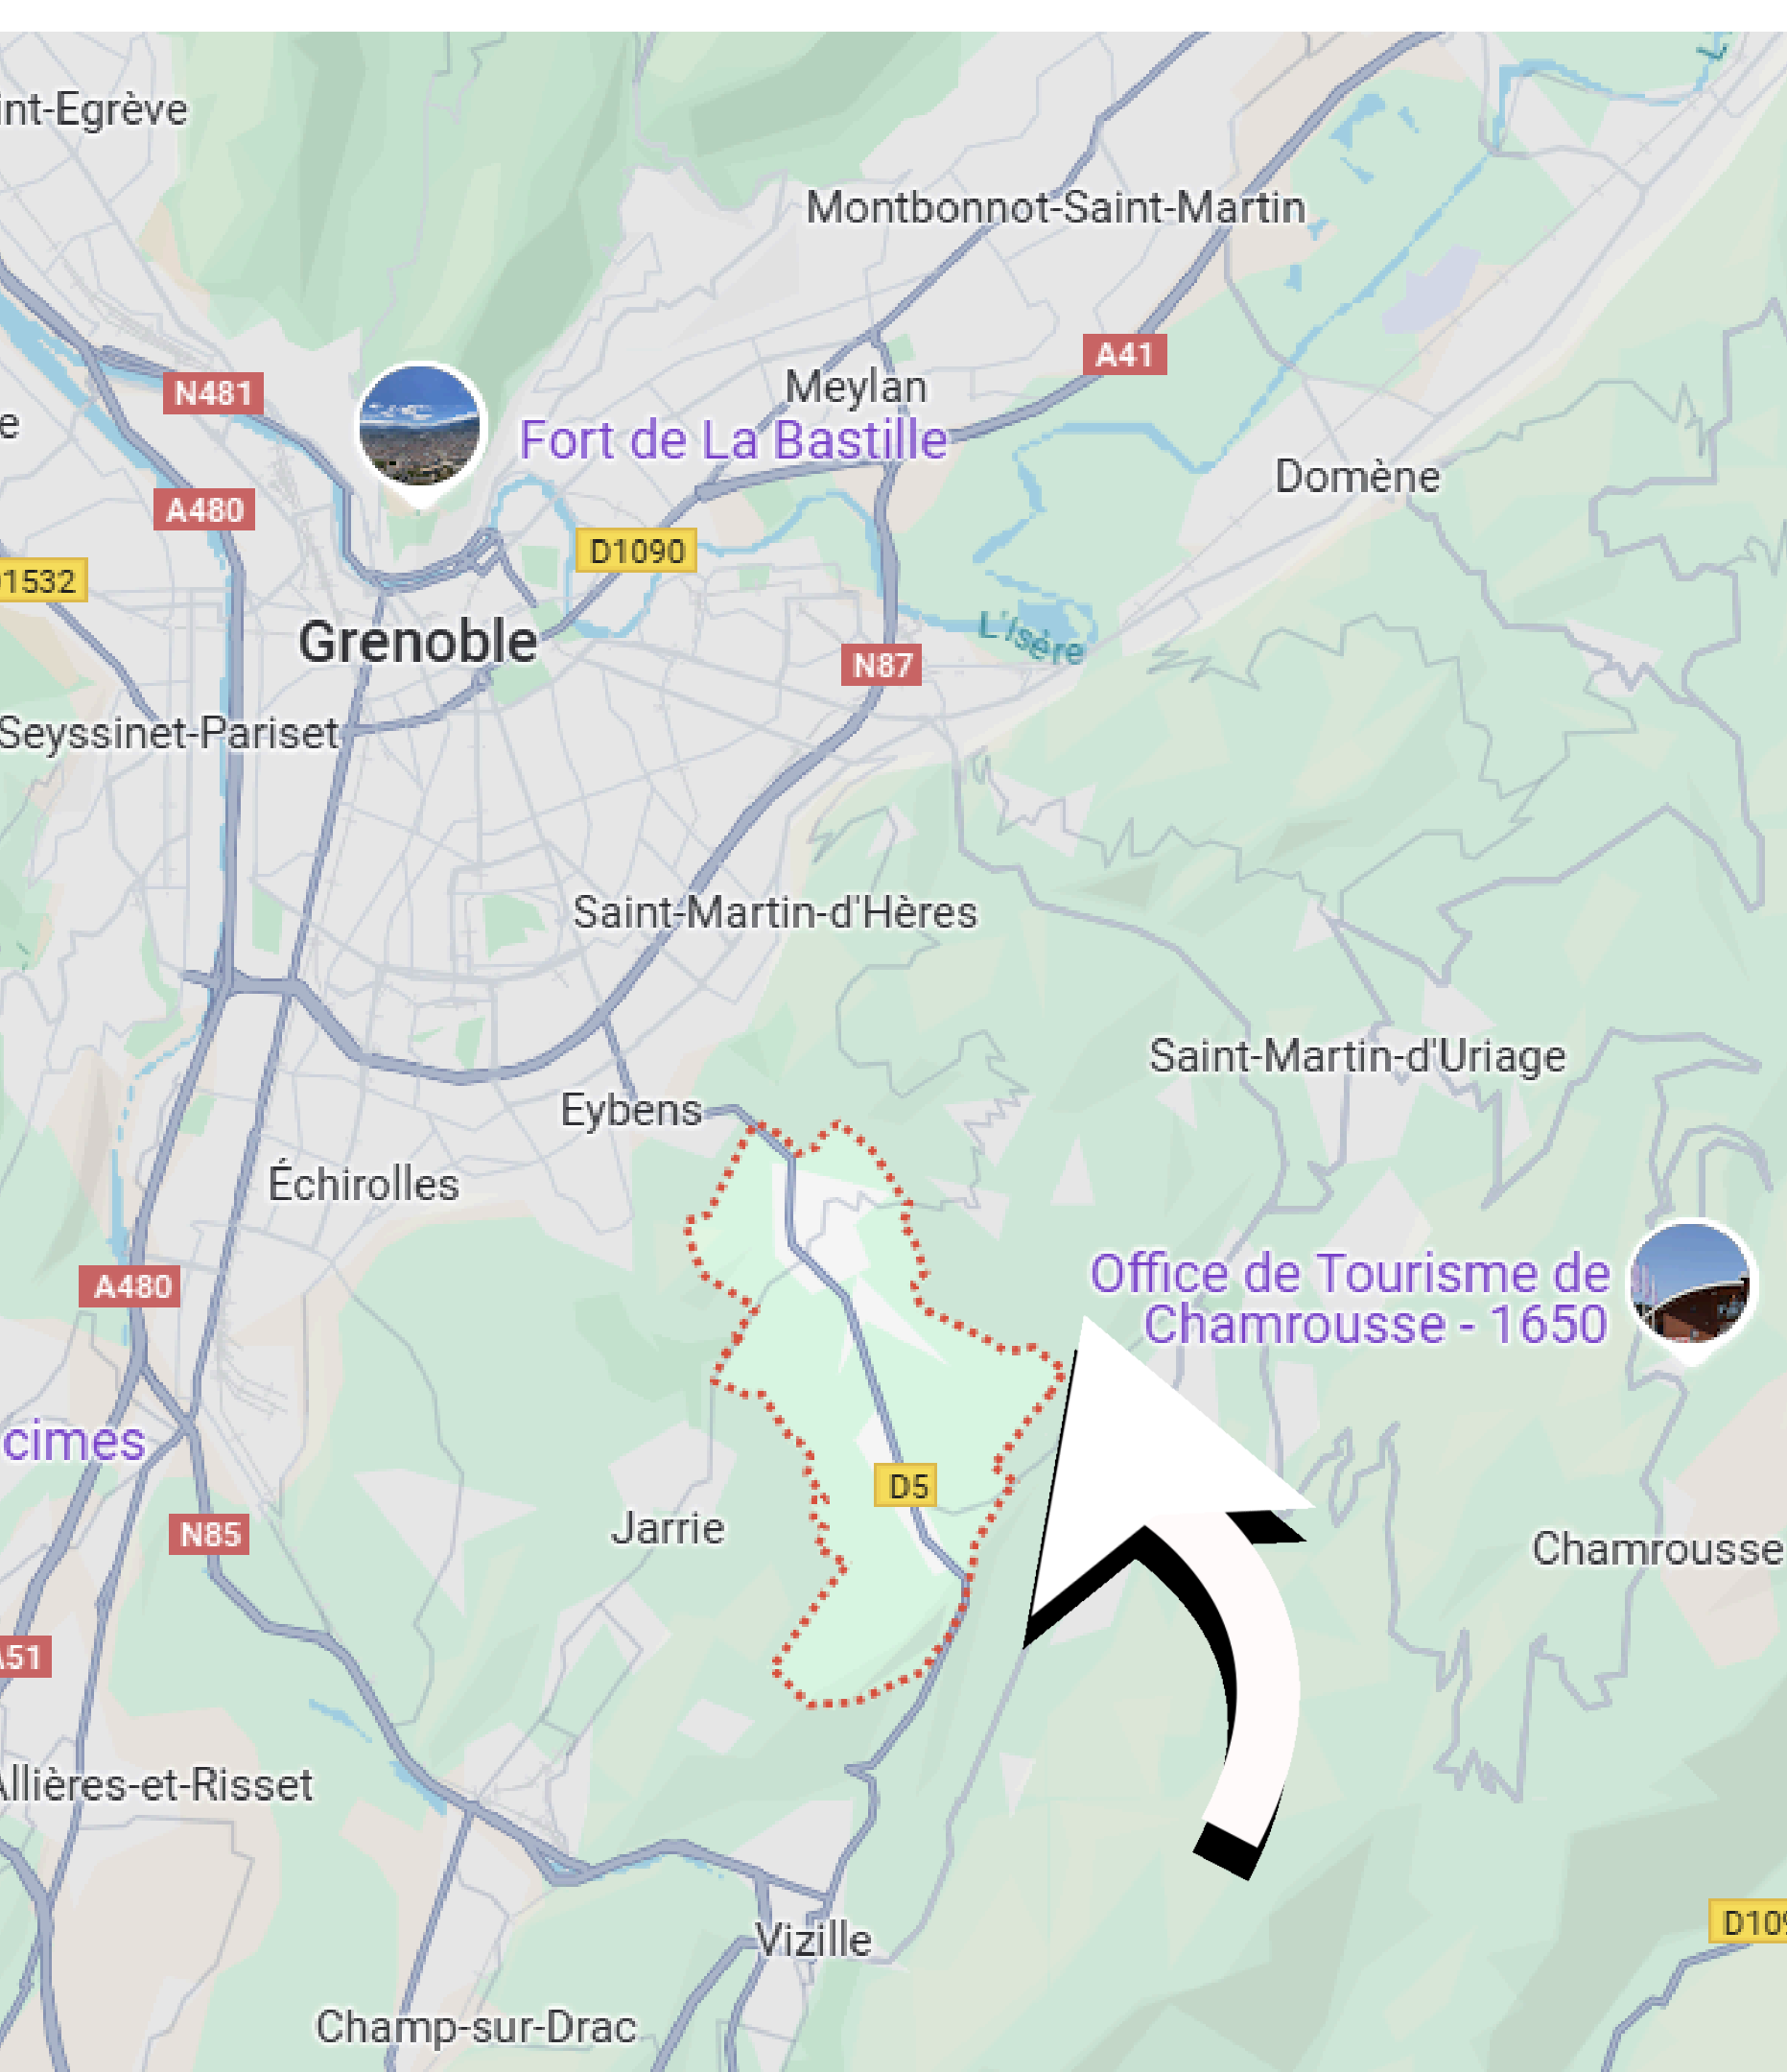 int-Egrève
L'I
Montbonnot-Saint-Martin
A41
N481
Meylan
e
Fort de La Bastille
Domène
A480
D1090
1532
Grenoble
L'Isère
N87
Seyssinet-Pariset
Saint-Martin-d'Hères
Saint-Martin-d'Uriage
Eybens
Échirolles
Office de Tourisme de
Chamrousse - 1650
A480
cimes
D5
Jarrie
N85
Chamrousse
A51
Allières-et-Risset
D109
Vizille
Champ-sur-Drac